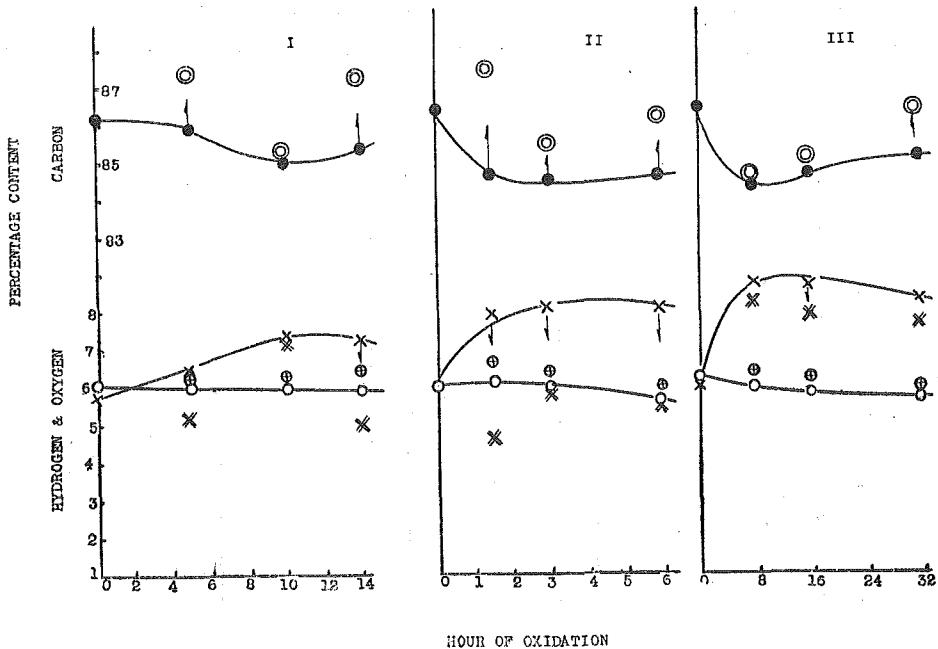 I
II
III
PERCENTAGE CONTENT
CARBON
HYDROGEN & OXYGEN
87
85
83
8
7
6
5
4
3
2
1
0 2 4 6 8 10 12 14
0 1 2 3 4 5 6
0 8 16 24 32
HOUR OF OXIDATION